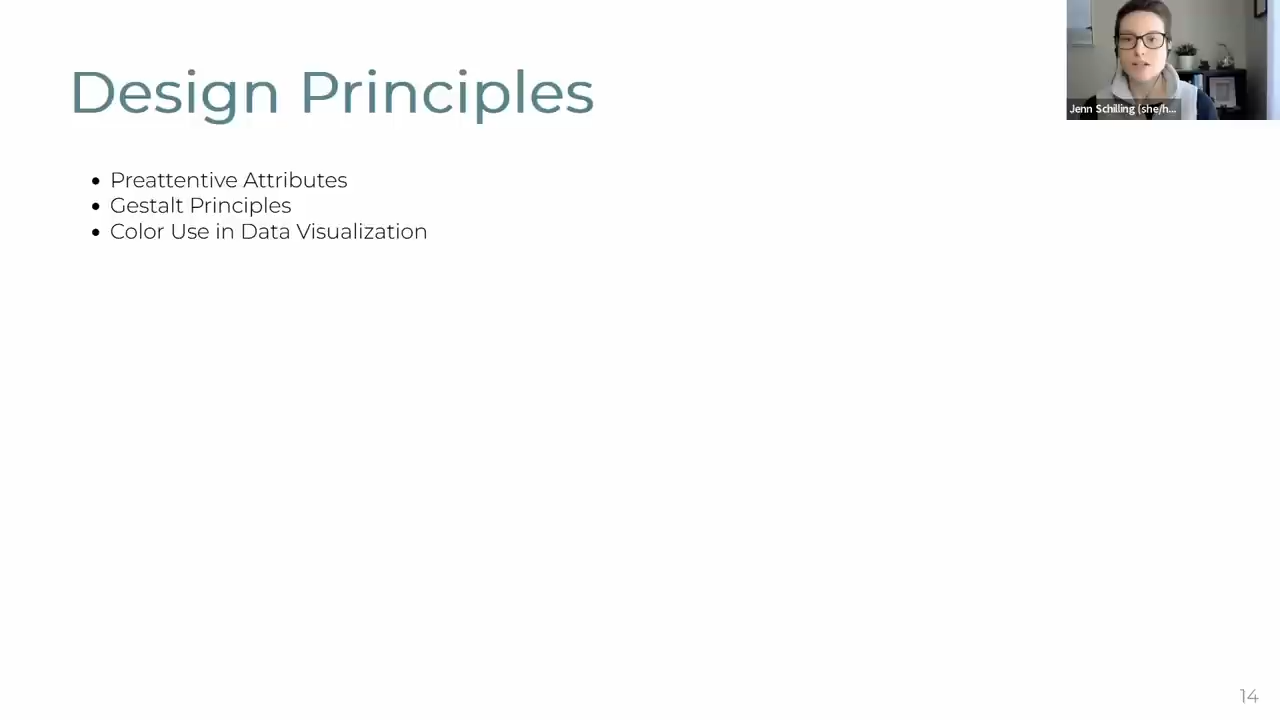 Design Principles
Jenn Schilling (she/h...
Preattentive Attributes
Gestalt Principles
Color Use in Data Visualization
14